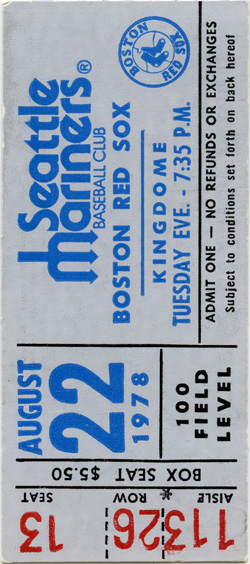 Seattle
Mariners®
BASEBALL CLUB
BOSTON
RED SOX
BOSTON RED SOX
KINGDOME
TUESDAY EVE. - 7:35 P.M.
ADMIT ONE — NO REFUNDS OR EXCHANGES
Subject to conditions set forth on back hereof
AUGUST
22
1978
100
FIELD
LEVEL
BOX SEAT $5.50
AISLE * ROW SEAT
11326 13